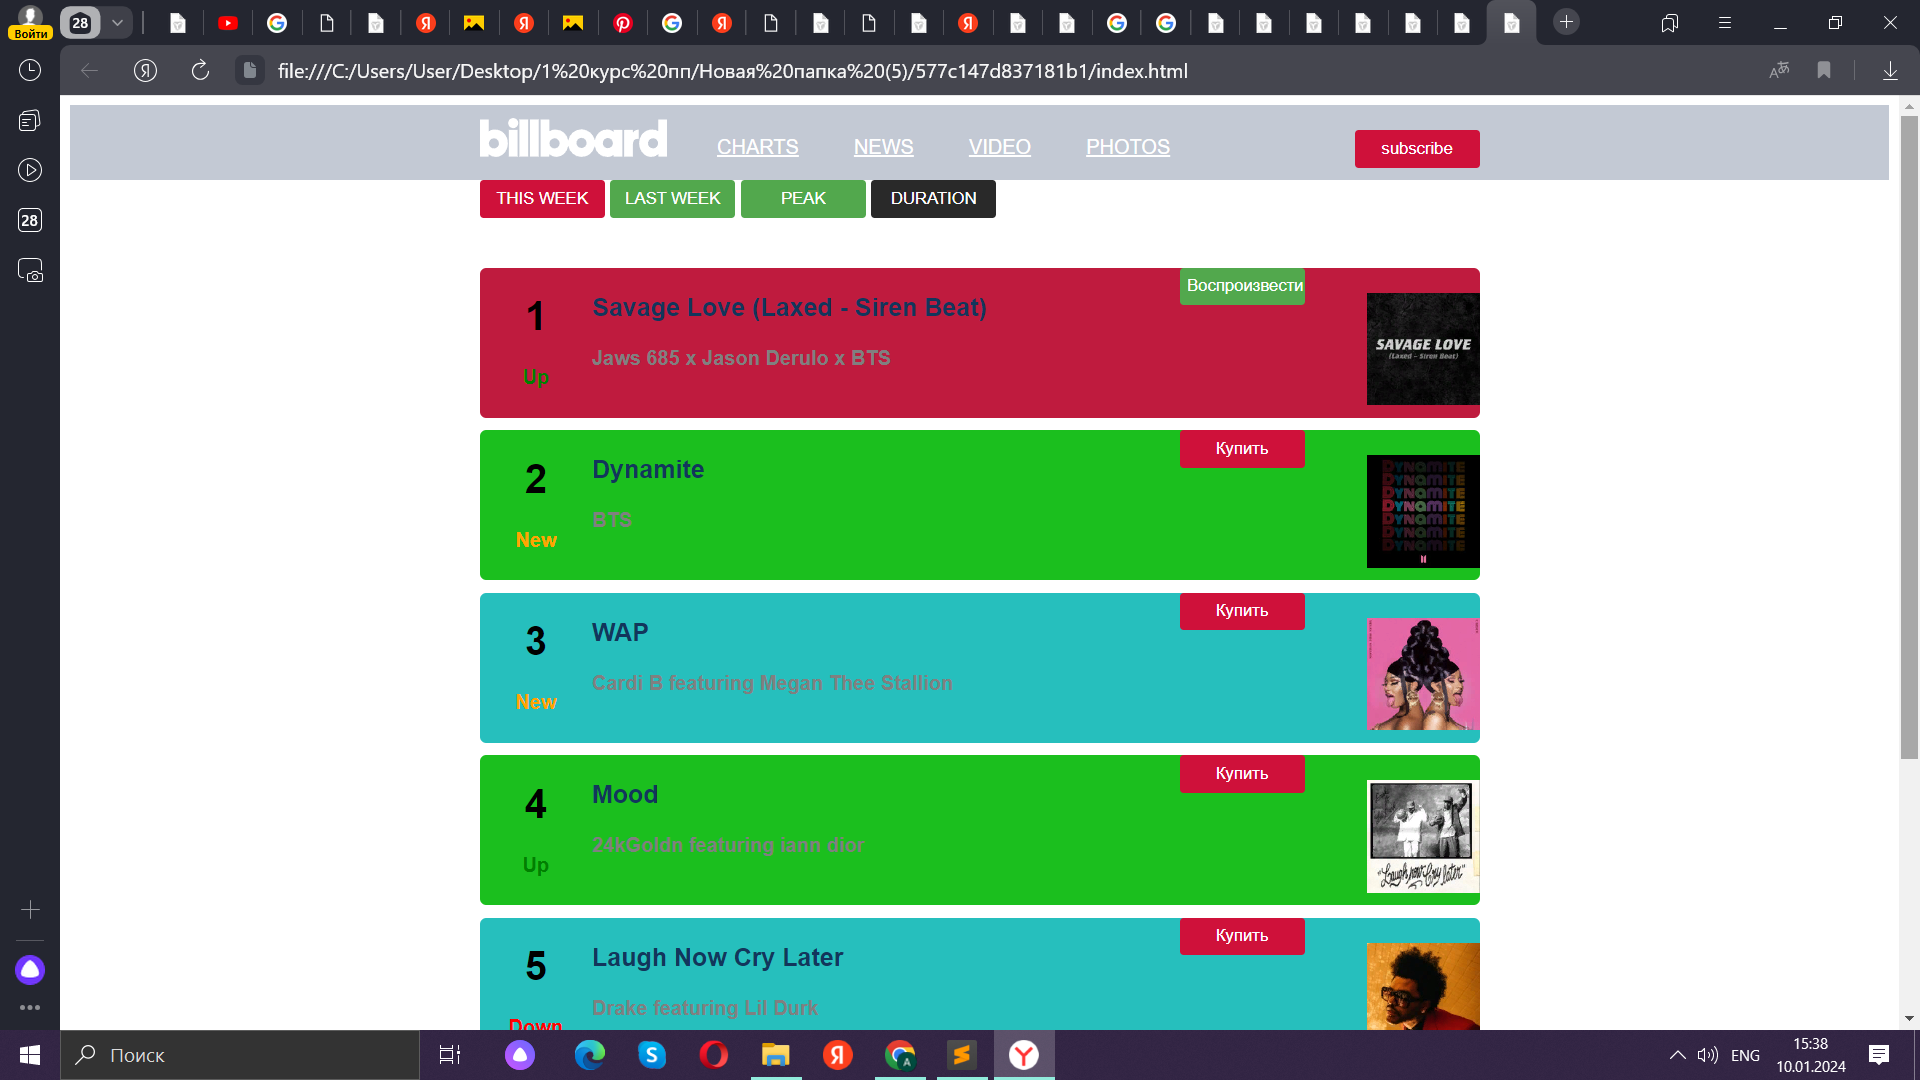 28
Войти
file:///C:/Users/User/Desktop/1%20курс%20пп/Новая%20папка%20(5)/577c147d837181b1/index.html
28
billboard
CHARTS NEWS VIDEO PHOTOS
subscribe
THIS WEEK LAST WEEK PEAK DURATION
1
Savage Love (Laxed - Siren Beat)
Jaws 685 x Jason Derulo x BTS
Up
Воспроизвести
SAVAGE LOVE
(Laxed - Siren Beat)
2
Dynamite
BTS
New
Купить
DYNAMITE
DYNAMITE
DYNAMITE
DYNAMITE
DYNAMITE
DYNAMITE
DYNAMITE
3
WAP
Cardi B featuring Megan Thee Stallion
New
Купить
4
Mood
24kGoldn featuring iann dior
Up
Купить
"Laugh now Cry later"
5
Laugh Now Cry Later
Drake featuring Lil Durk
Down
Купить
Поиск
ENG
15:38
10.01.2024